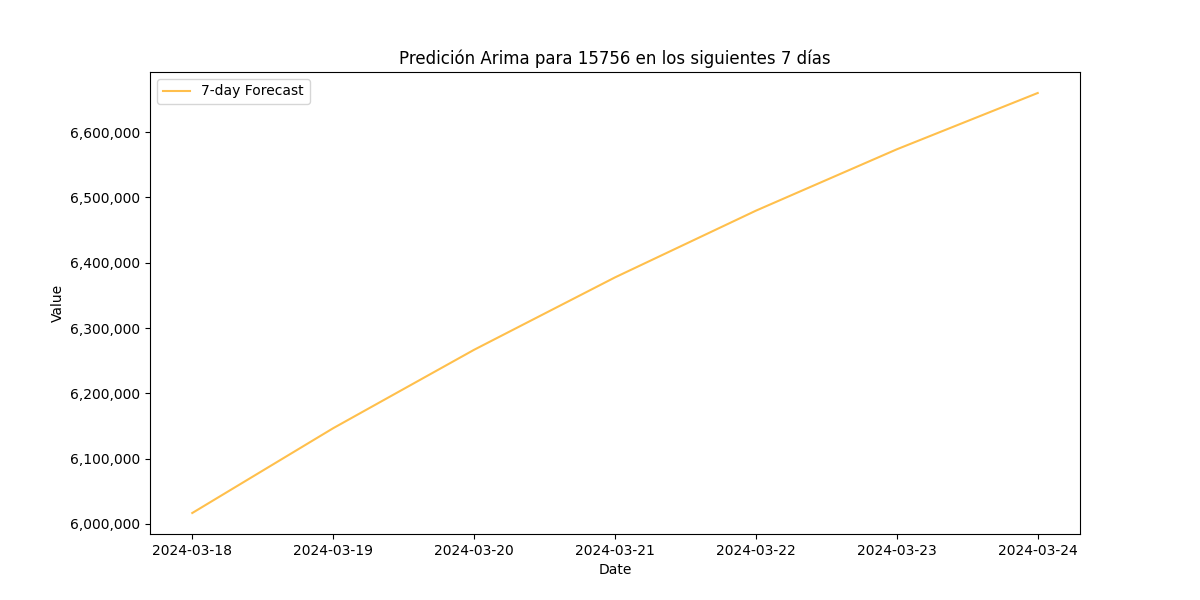 Predición Arima para 15756 en los siguientes 7 días
7-day Forecast
Value
6,600,000
6,500,000
6,400,000
6,300,000
6,200,000
6,100,000
6,000,000
2024-03-18 2024-03-19 2024-03-20 2024-03-21 2024-03-22 2024-03-23 2024-03-24
Date